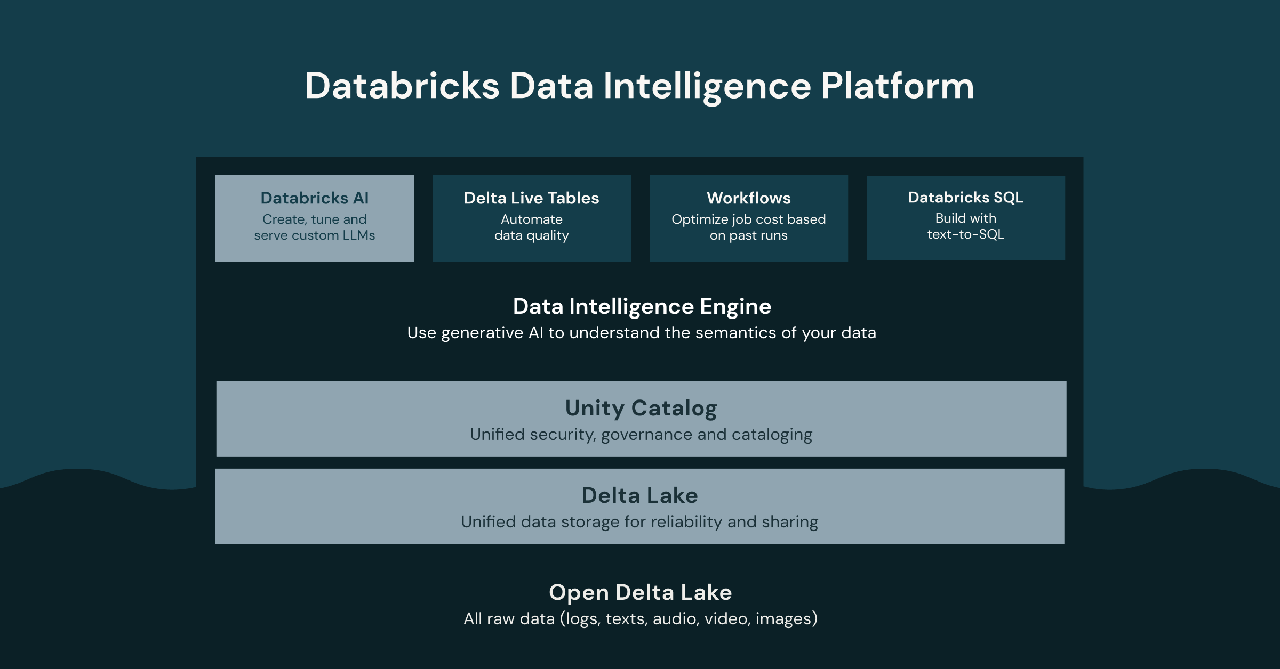 Databricks Data Intelligence Platform
Databricks AI
Create, tune and
serve custom LLMs
Delta Live Tables
Automate
data quality
Workflows
Optimize job cost based
on past runs
Databricks SQL
Build with
text-to-SQL
Data Intelligence Engine
Use generative AI to understand the semantics of your data
Unity Catalog
Unified security, governance and cataloging
Delta Lake
Unified data storage for reliability and sharing
Open Delta Lake
All raw data (logs, texts, audio, video, images)